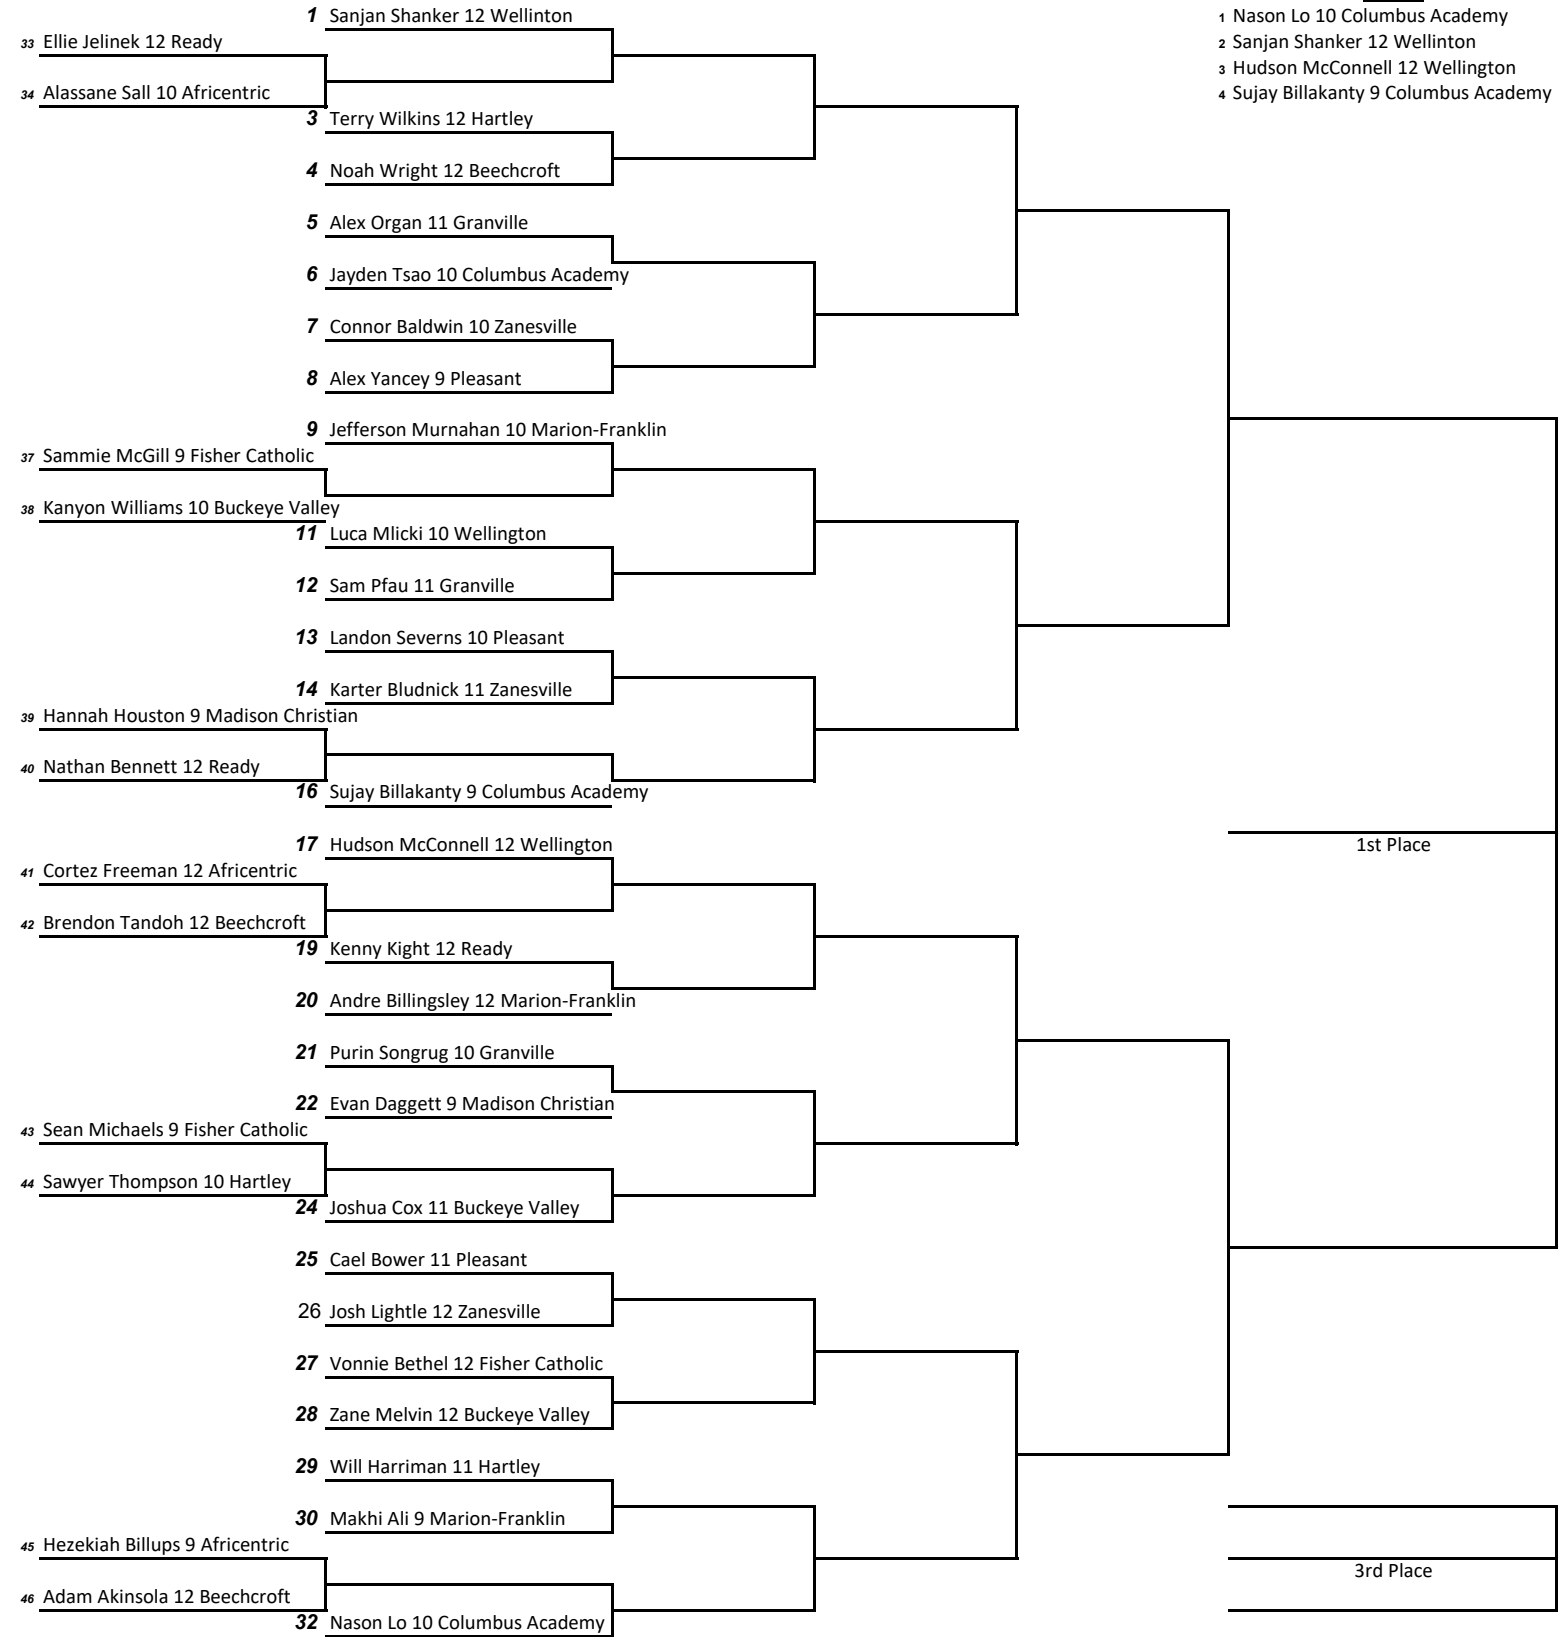 1 Sanjan Shanker 12 Wellinton
1 Nason Lo 10 Columbus Academy
33 Ellie Jelinek 12 Ready
2 Sanjan Shanker 12 Wellinton
3 Hudson McConnell 12 Wellington
34 Alassane Sall 10 Africentric
4 Sujay Billakanty 9 Columbus Academy
3 Terry Wilkins 12 Hartley
4 Noah Wright 12 Beechcroft
5 Alex Organ 11 Granville
6 Jayden Tsao 10 Columbus Academy
7 Connor Baldwin 10 Zanesville
8 Alex Yancey 9 Pleasant
9 Jefferson Murnahan 10 Marion-Franklin
37 Sammie McGill 9 Fisher Catholic
38 Kanyon Williams 10 Buckeye Valley
11 Luca Mlicki 10 Wellington
12 Sam Pfau 11 Granville
13 Landon Severns 10 Pleasant
14 Karter Bludnick 11 Zanesville
39 Hannah Houston 9 Madison Christian
40 Nathan Bennett 12 Ready
16 Sujay Billakanty 9 Columbus Academy
17 Hudson McConnell 12 Wellington
1st Place
41 Cortez Freeman 12 Africentric
42 Brendon Tandoh 12 Beechcroft
19 Kenny Kight 12 Ready
20 Andre Billingsley 12 Marion-Franklin
21 Purin Songrug 10 Granville
22 Evan Daggett 9 Madison Christian
43 Sean Michaels 9 Fisher Catholic
44 Sawyer Thompson 10 Hartley
24 Joshua Cox 11 Buckeye Valley
25 Cael Bower 11 Pleasant
26 Josh Lightle 12 Zanesville
27 Vonnie Bethel 12 Fisher Catholic
28 Zane Melvin 12 Buckeye Valley
29 Will Harriman 11 Hartley
30 Makhi Ali 9 Marion-Franklin
45 Hezekiah Billups 9 Africentric
3rd Place
46 Adam Akinsola 12 Beechcroft
32 Nason Lo 10 Columbus Academy